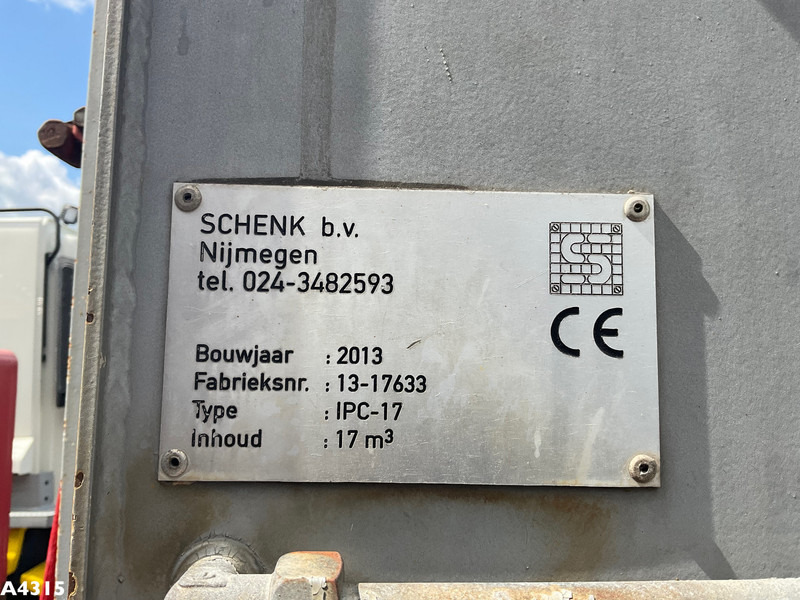 SCHENK b.v.
Nijmegen
tel. 024-3482593
CE
Bouwjaar : 2013
Fabrieksnr. : 13-17633
Type : IPC-17
Inhoud : 17 m³
A4315